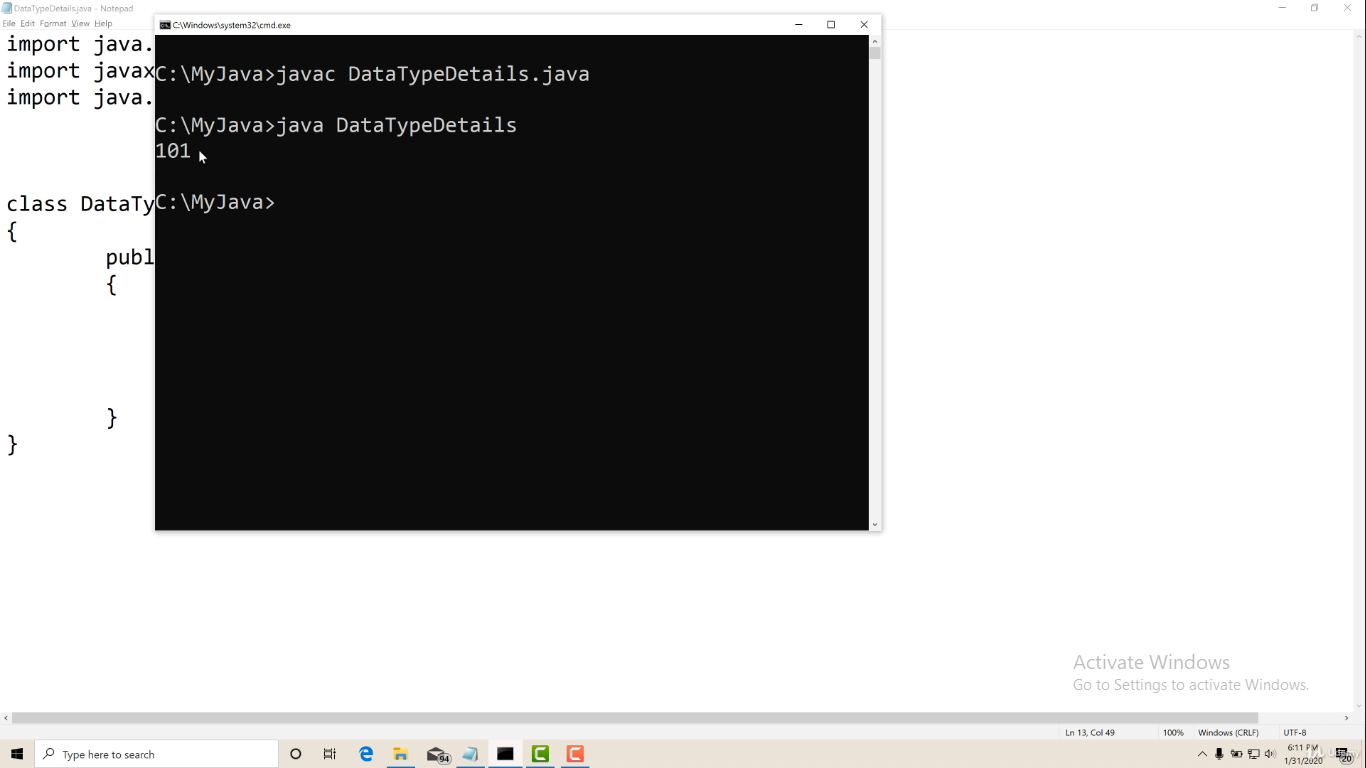 DataTypeDetails.java - Notepad
File Edit Format View Help
import java.
import javax
import java.
class DataTy
{
publ
{
}
}
C:\Windows\system32\cmd.exe
C:\MyJava>javac DataTypeDetails.java
C:\MyJava>java DataTypeDetails
101
C:\MyJava>
Activate Windows
Go to Settings to activate Windows.
Ln 13, Col 49 100% Windows (CRLF) UTF-8
Type here to search
94
6:11 PM
1/31/2020
20